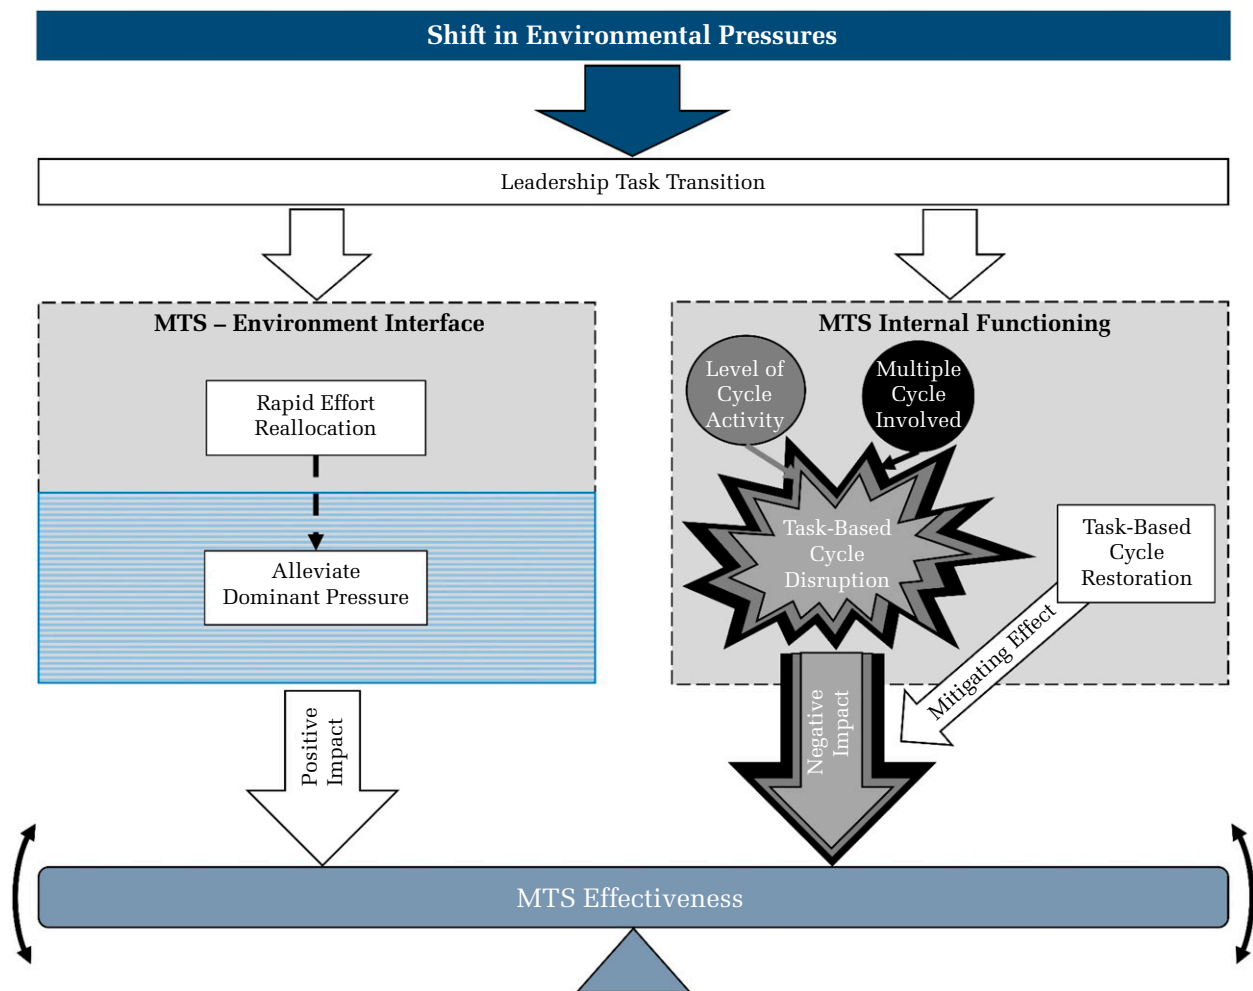 Shift in Environmental Pressures
Leadership Task Transition
MTS – Environment Interface
Rapid Effort
Reallocation
Alleviate
Dominant Pressure
Positive
Impact
MTS Internal Functioning
Level of
Cycle
Activity
Multiple
Cycle
Involved
Task-Based
Cycle
Disruption
Task-Based
Cycle
Restoration
Mitigating Effect
Negative
Impact
MTS Effectiveness